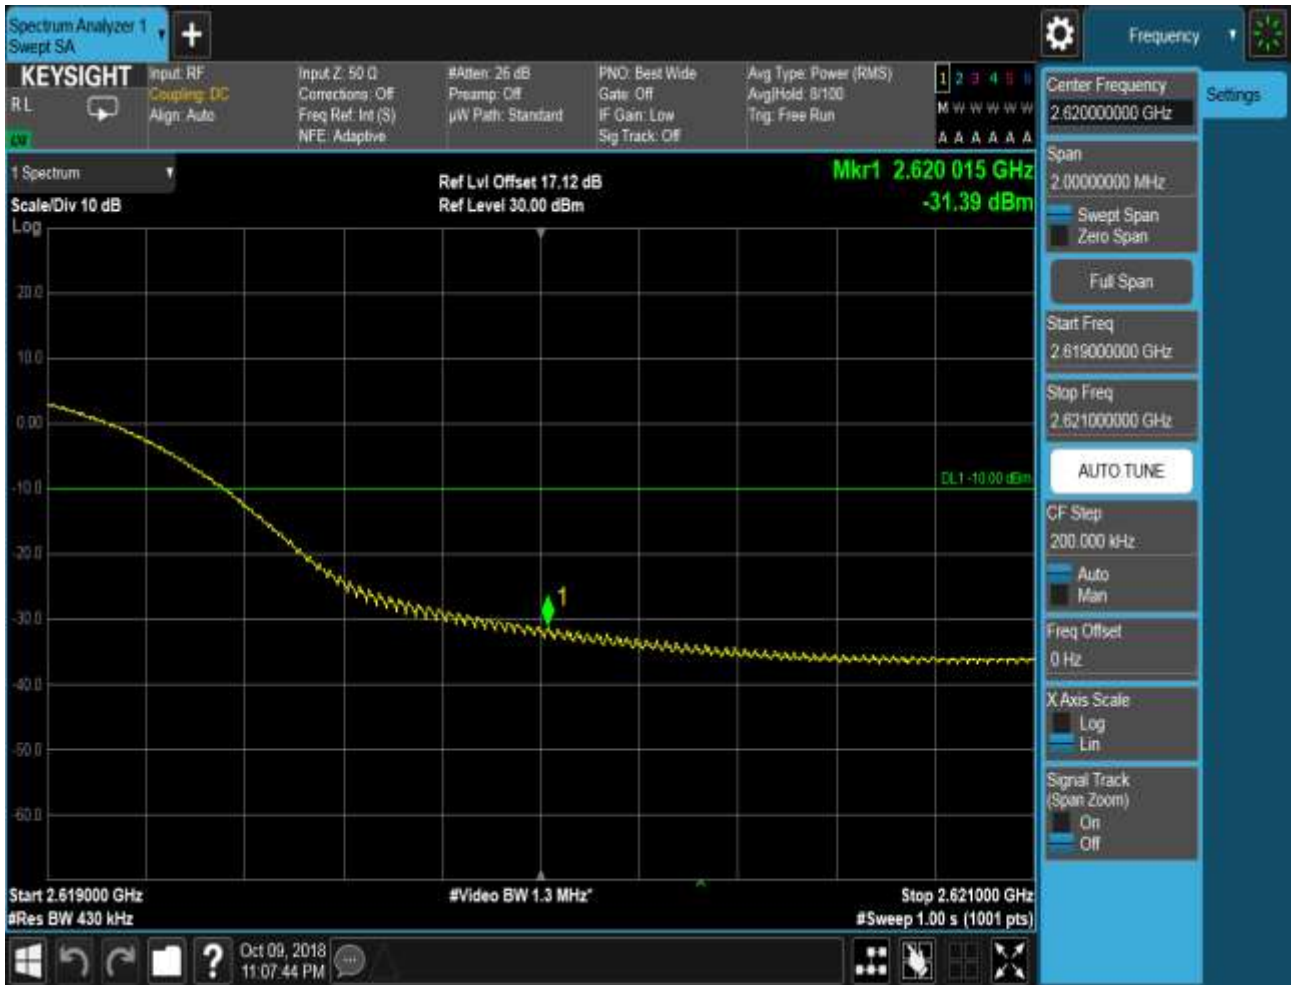 Spectrum Analyzer 1
Swept SA
+
Frequency
KEYSIGHT
RL
Input: RF
Coupling: DC
Align: Auto
Input Z: 50 Ω
Corrections: Off
Freq Ref: Int (S)
NFE: Adaptive
#Atten: 26 dB
Preamp: Off
µW Path: Standard
PNO: Best Wide
Gate: Off
IF Gain: Low
Sig Track: Off
Avg Type: Power (RMS)
Avg|Hold: 8/100
Trig: Free Run
1 2 3 4 5 6
M W W W W W
A A A A A A
1 Spectrum
Scale/Div 10 dB
Log
Ref Lvl Offset 17.12 dB
Ref Level 30.00 dBm
Mkr1 2.620 015 GHz
-31.39 dBm
20.0
10.0
0.00
-10.0
-20.0
-30.0
-40.0
-50.0
-60.0
DL1 -10.00 dBm
1
Start 2.619000 GHz
#Res BW 430 kHz
#Video BW 1.3 MHz*
Stop 2.621000 GHz
#Sweep 1.00 s (1001 pts)
Center Frequency
2.620000000 GHz
Settings
Span
2.00000000 MHz
Swept Span
Zero Span
Full Span
Start Freq
2.619000000 GHz
Stop Freq
2.621000000 GHz
AUTO TUNE
CF Step
200.000 kHz
Auto
Man
Freq Offset
0 Hz
X Axis Scale
Log
Lin
Signal Track
(Span Zoom)
On
Off
?
Oct 09, 2018
11:07:44 PM